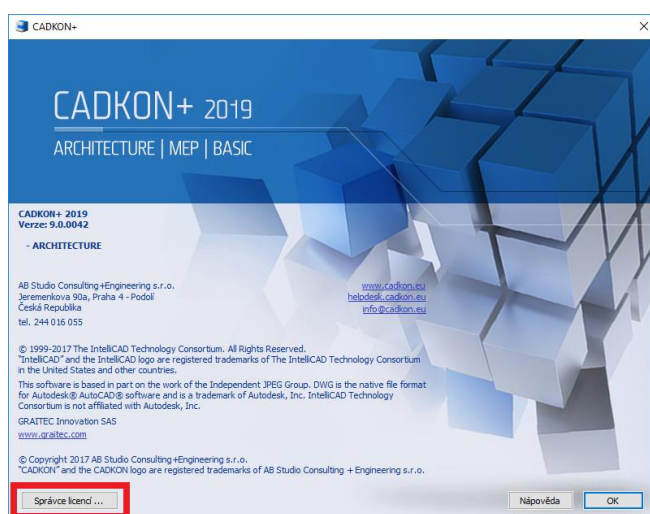 CADKON+
CADKON+ 2019
ARCHITECTURE | MEP | BASIC
CADKON+ 2019
Verze: 9.0.0042
- ARCHITECTURE
AB Studio Consulting+Engineering s.r.o.
Jeremenkova 90a, Praha 4 - Podolí
Česká Republika
tel. 244 016 055
www.cadkon.eu
helpdesk.cadkon.eu
info@cadkon.eu
© 1999-2017 The IntelliCAD Technology Consortium. All Rights Reserved.
"IntelliCAD" and the IntelliCAD logo are registered trademarks of The IntelliCAD Technology Consortium
in the United States and other countries.
This software is based in part on the work of the Independent JPEG Group. DWG is the native file format
for Autodesk® AutoCAD® software and is a trademark of Autodesk, Inc. IntelliCAD Technology
Consortium is not affiliated with Autodesk, Inc.
GRAITEC Innovation SAS
www.graitec.com
© Copyright 2017 AB Studio Consulting+Engineering s.r.o.
"CADKON" and the CADKON logo are registered trademarks of AB Studio Consulting + Engineering s.r.o.
Správce licencí ...
Nápověda
OK